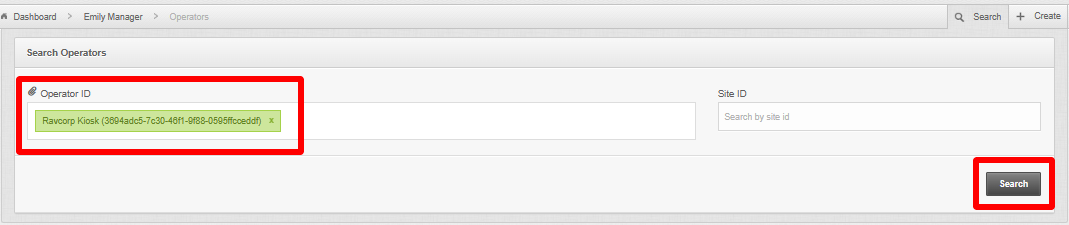 Dashboard > Emily Manager > Operators
Search
+ Create
Search Operators
Operator ID
Site ID
Ravcorp Kiosk (3694adc5-7c30-46f1-9f88-0595ffcceddf) x
Search by site id
Search